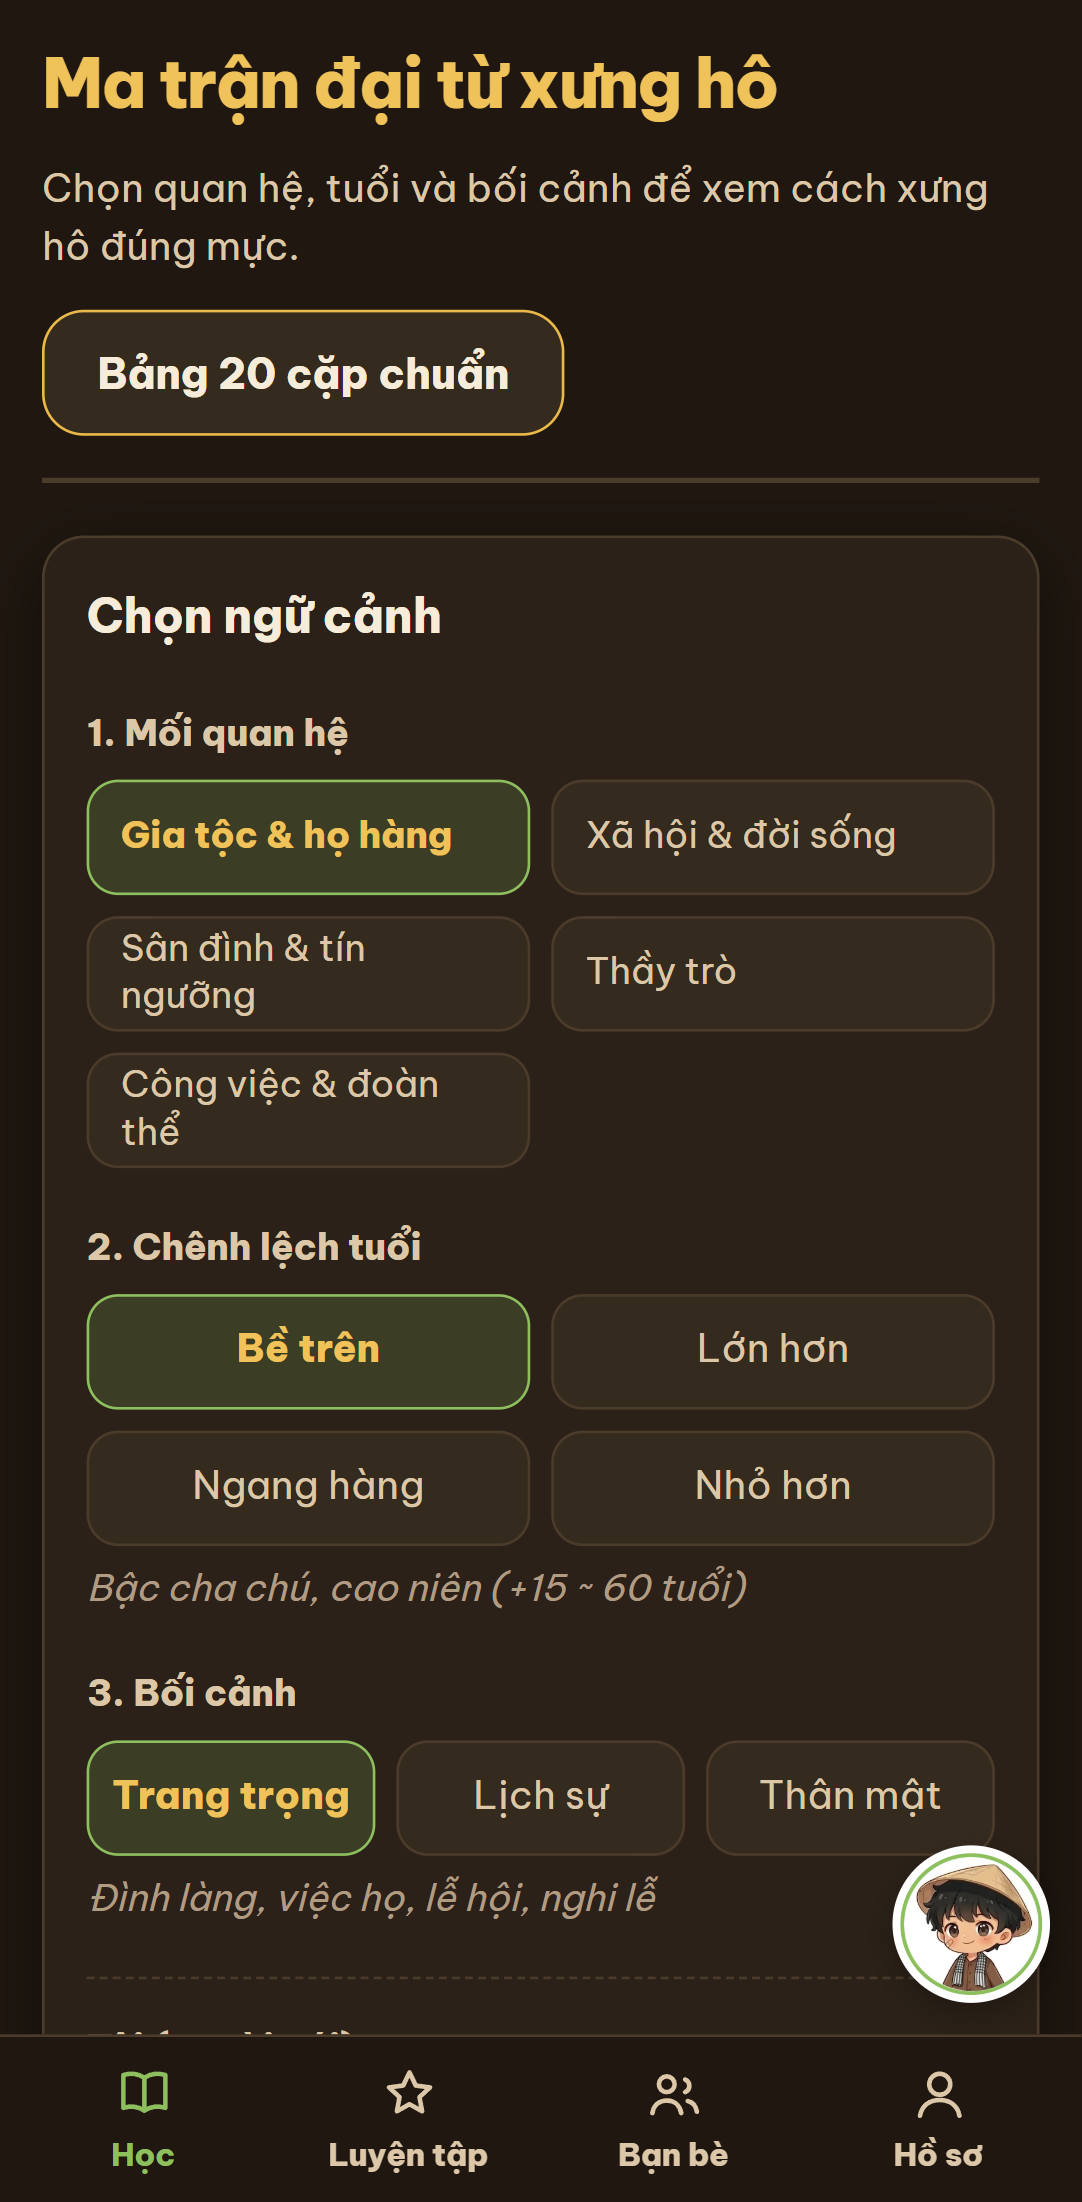 Ma trận đại từ xưng hô
Chọn quan hệ, tuổi và bối cảnh để xem cách xưng
hô đúng mực.
Bảng 20 cặp chuẩn
Chọn ngữ cảnh
1. Mối quan hệ
Gia tộc & họ hàng
Xã hội & đời sống
Sân đình & tín
ngưỡng
Thầy trò
Công việc & đoàn
thể
2. Chênh lệch tuổi
Bề trên
Lớn hơn
Ngang hàng
Nhỏ hơn
Bậc cha chú, cao niên (+15 ~ 60 tuổi)
3. Bối cảnh
Trang trọng
Lịch sự
Thân mật
Đình làng, việc họ, lễ hội, nghi lễ
Học
Luyện tập
Bạn bè
Hồ sơ